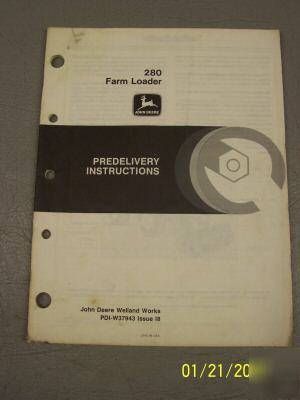 280
Farm Loader
JOHN DEERE
PREDELIVERY
INSTRUCTIONS
John Deere Welland Works
PDI-W37943 Issue I8
01/21/20